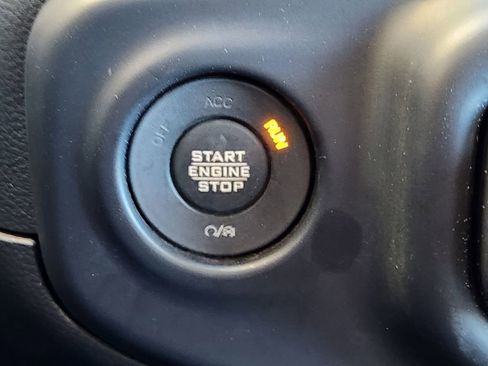 ACC
OFF
RUN
START
ENGINE
STOP